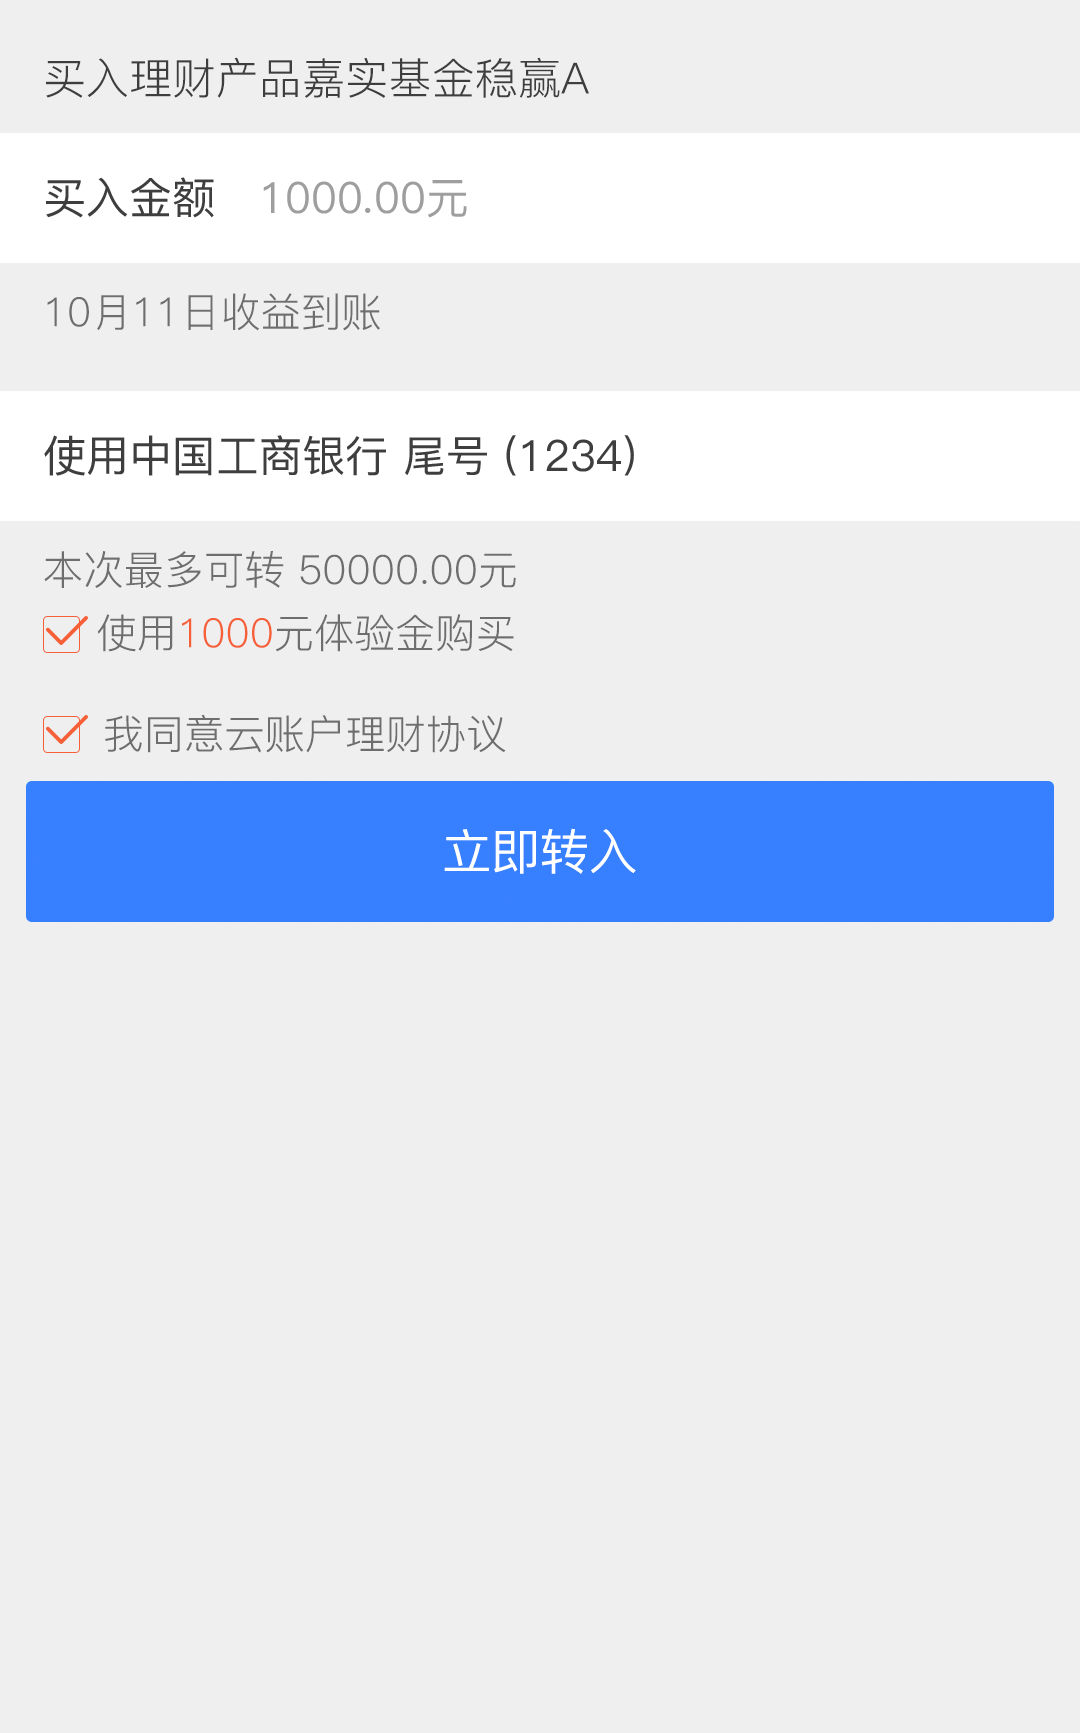 买入理财产品嘉实基金稳赢A
买入金额 1000.00元
10月11日收益到账
使用中国工商银行 尾号 (1234)
本次最多可转 50000.00元
使用1000元体验金购买
我同意云账户理财协议
立即转入